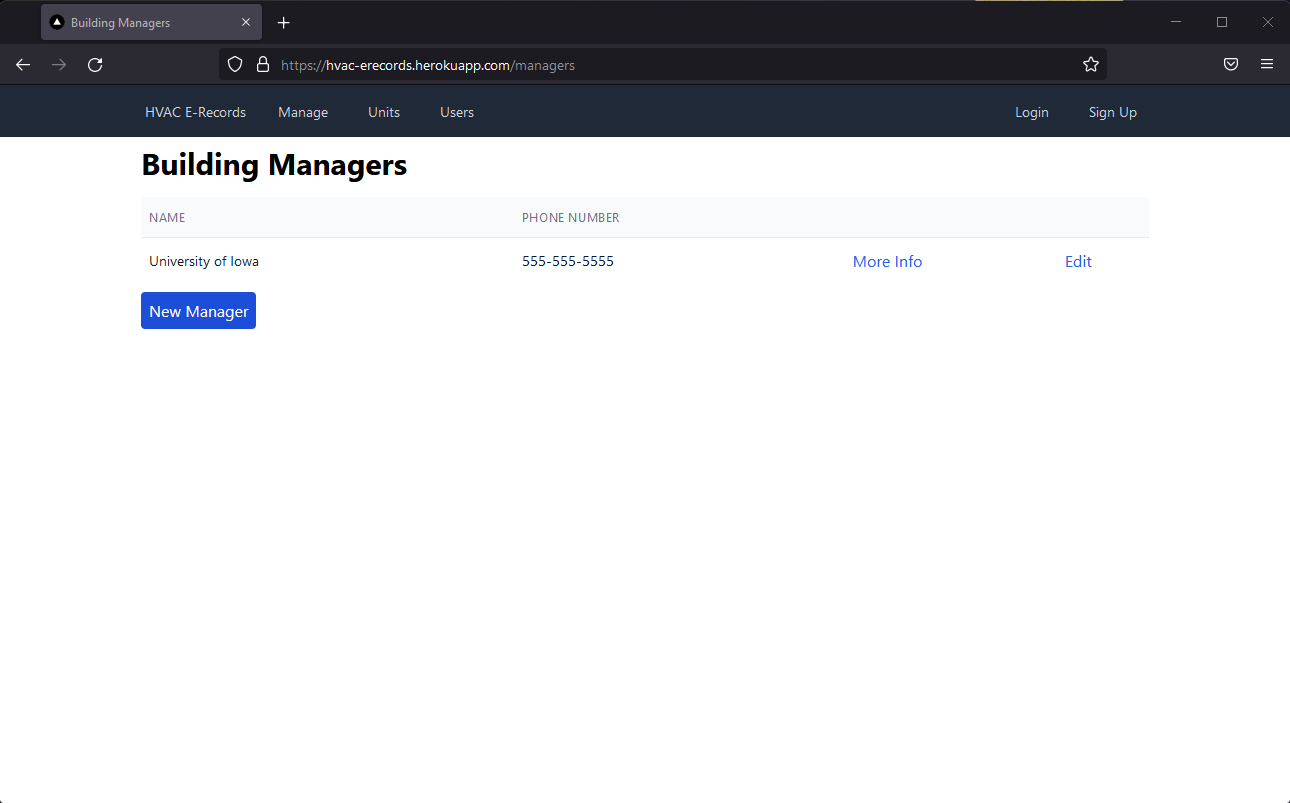 Building Managers
https://hvac-erecords.herokuapp.com/managers
HVAC E-Records Manage Units Users Login Sign Up
Building Managers
NAME PHONE NUMBER
University of Iowa 555-555-5555 More Info Edit
New Manager